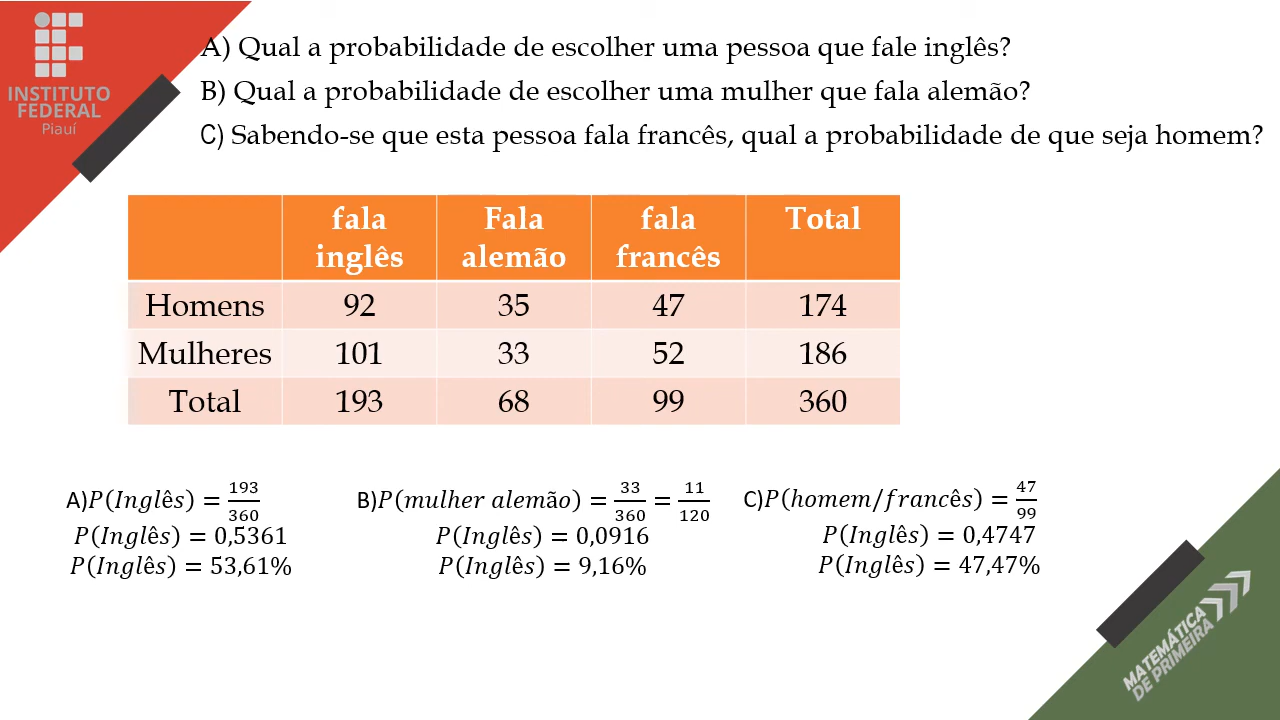 INSTITUTO
FEDERAL
Piauí
A) Qual a probabilidade de escolher uma pessoa que fale inglês?
B) Qual a probabilidade de escolher uma mulher que fala alemão?
C) Sabendo-se que esta pessoa fala francês, qual a probabilidade de que seja homem?
fala inglês Fala alemão fala francês Total
Homens 92 35 47 174
Mulheres 101 33 52 186
Total 193 68 99 360
A)P(Inglês) = 193/360
P(Inglês) = 0,5361
P(Inglês) = 53,61%
B)P(mulher alemão) = 33/360 = 11/120
P(Inglês) = 0,0916
P(Inglês) = 9,16%
C)P(homem/francês) = 47/99
P(Inglês) = 0,4747
P(Inglês) = 47,47%
MATEMÁTICA
DE PRIMEIRA